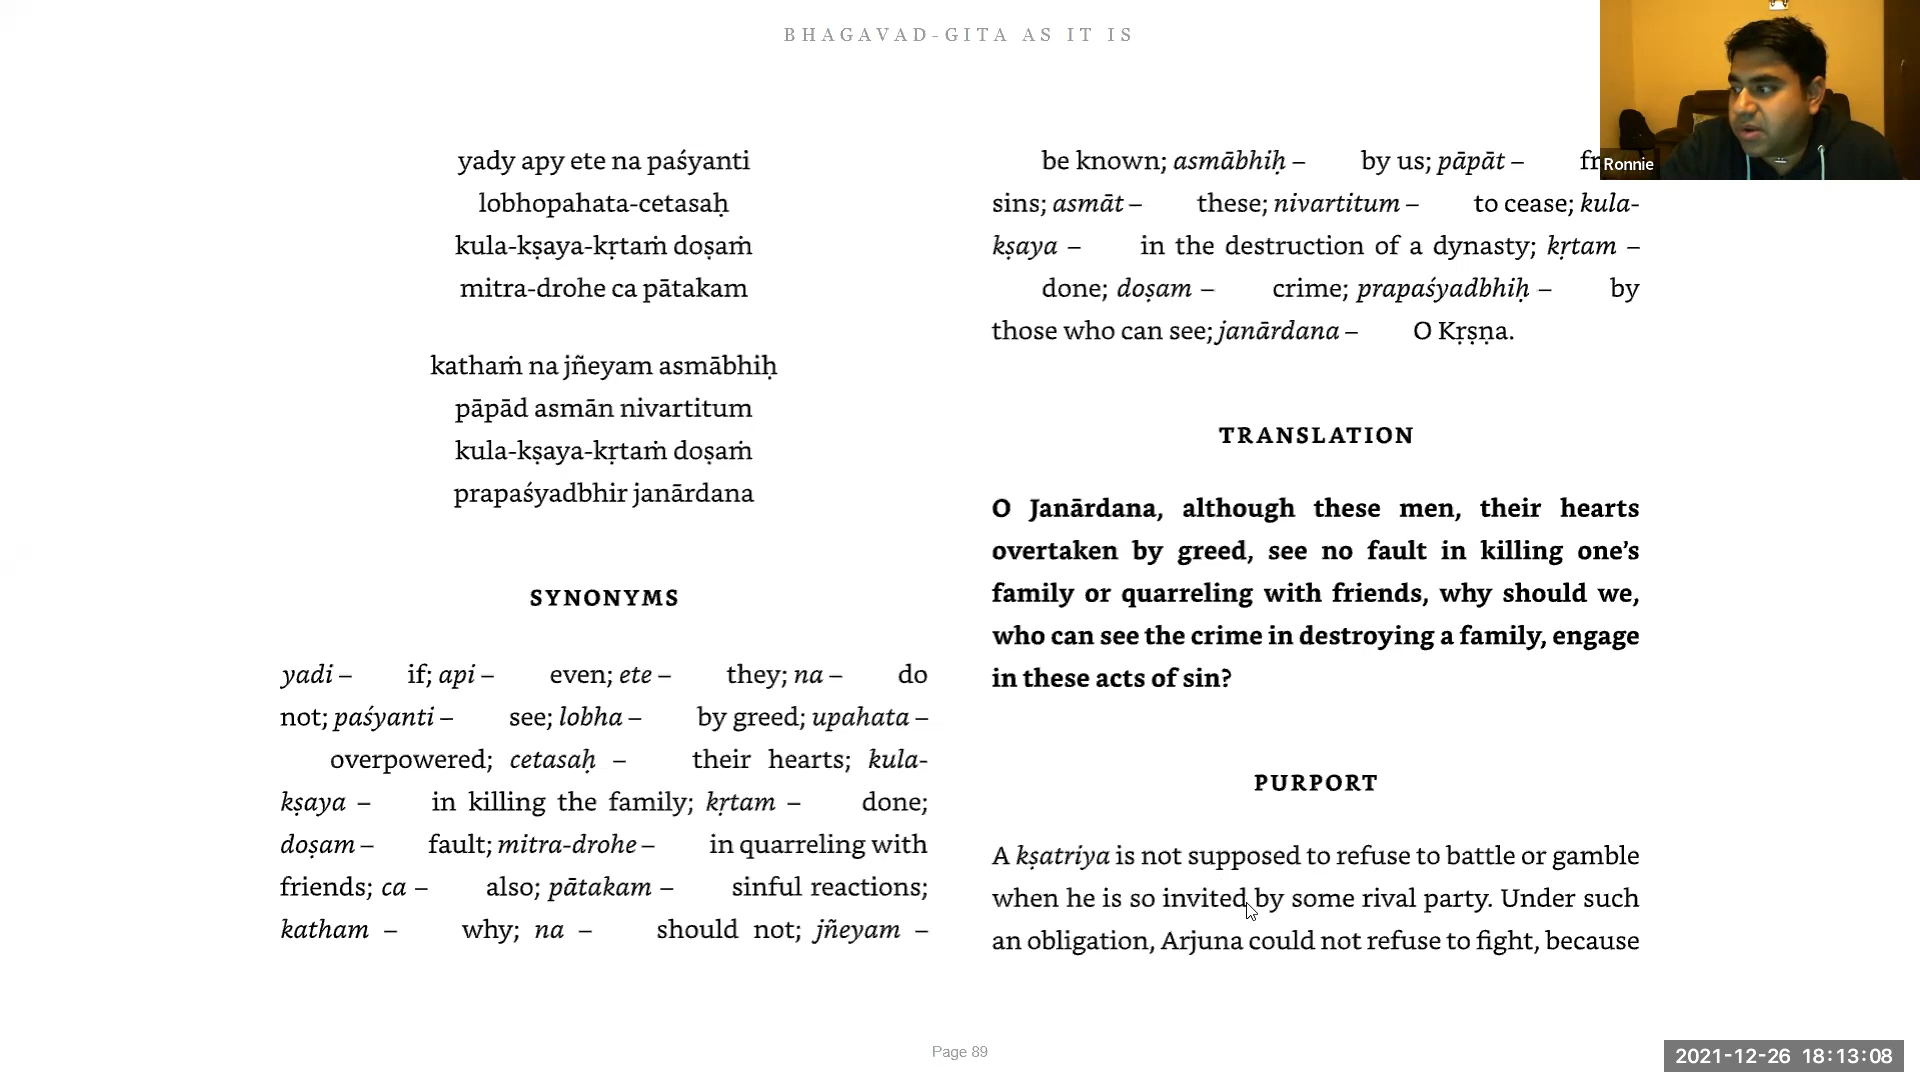 BHAGAVAD-GITA AS IT IS
yady apy ete na paśyanti
lobhopahata-cetasaḥ
kula-kṣaya-kṛtaṁ doṣaṁ
mitra-drohe ca pātakam
kathaṁ na jñeyam asmābhiḥ
pāpād asmān nivartitum
kula-kṣaya-kṛtaṁ doṣaṁ
prapaśyadbhir janārdana
SYNONYMS
yadi – if; api – even; ete – they; na – do
not; paśyanti – see; lobha – by greed; upahata –
overpowered; cetasaḥ – their hearts; kula-
kṣaya – in killing the family; kṛtam – done;
doṣam – fault; mitra-drohe – in quarreling with
friends; ca – also; pātakam – sinful reactions;
katham – why; na – should not; jñeyam –
be known; asmābhiḥ – by us; pāpāt –
sins; asmāt – these; nivartitum – to cease; kula-
kṣaya – in the destruction of a dynasty; kṛtam –
done; doṣam – crime; prapaśyadbhiḥ – by
those who can see; janārdana – O Kṛṣṇa.
TRANSLATION
O Janārdana, although these men, their hearts
overtaken by greed, see no fault in killing one’s
family or quarreling with friends, why should we,
who can see the crime in destroying a family, engage
in these acts of sin?
PURPORT
A kṣatriya is not supposed to refuse to battle or gamble
when he is so invited by some rival party. Under such
an obligation, Arjuna could not refuse to fight, because
Page 89
Ronnie
2021-12-26 18:13:08